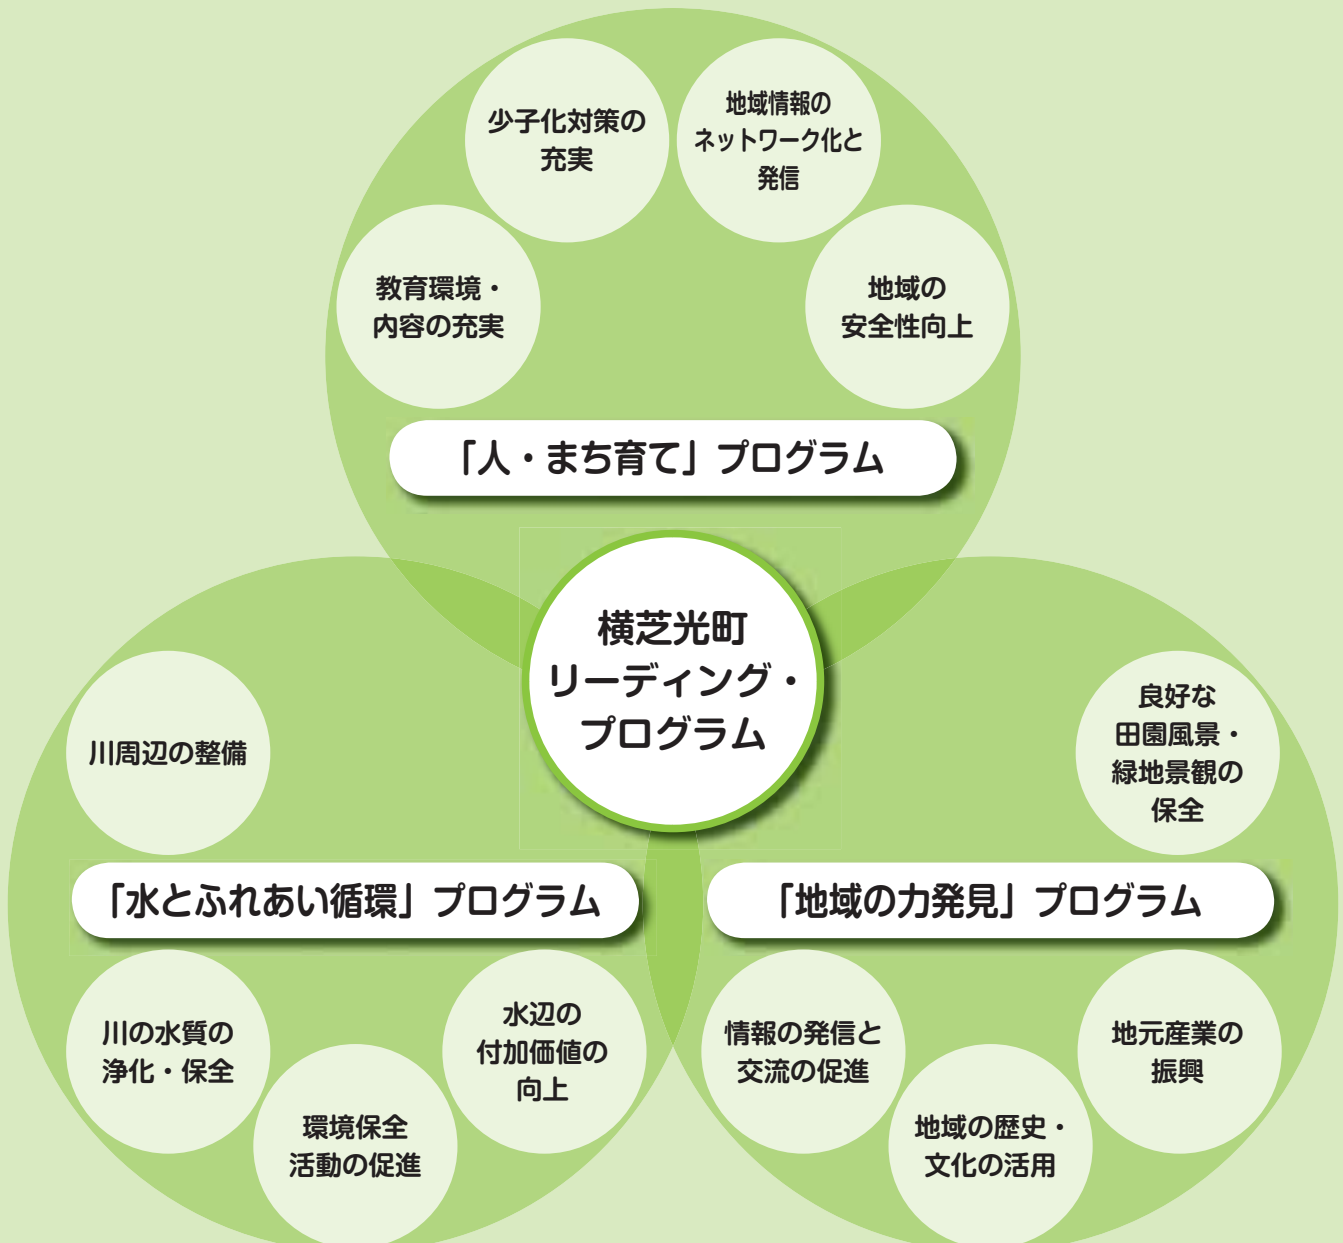 少子化対策の
充実
地域情報の
ネットワーク化と
発信
教育環境・
内容の充実
地域の
安全性向上
「人・まち育て」プログラム
横芝光町
リーディング・
プログラム
川周辺の整備
良好な
田園風景・
緑地景観の
保全
「水とふれあい循環」プログラム
「地域の力発見」プログラム
川の水質の
浄化・保全
環境保全
活動の促進
水辺の
付加価値の
向上
情報の発信と
交流の促進
地域の歴史・
文化の活用
地元産業の
振興